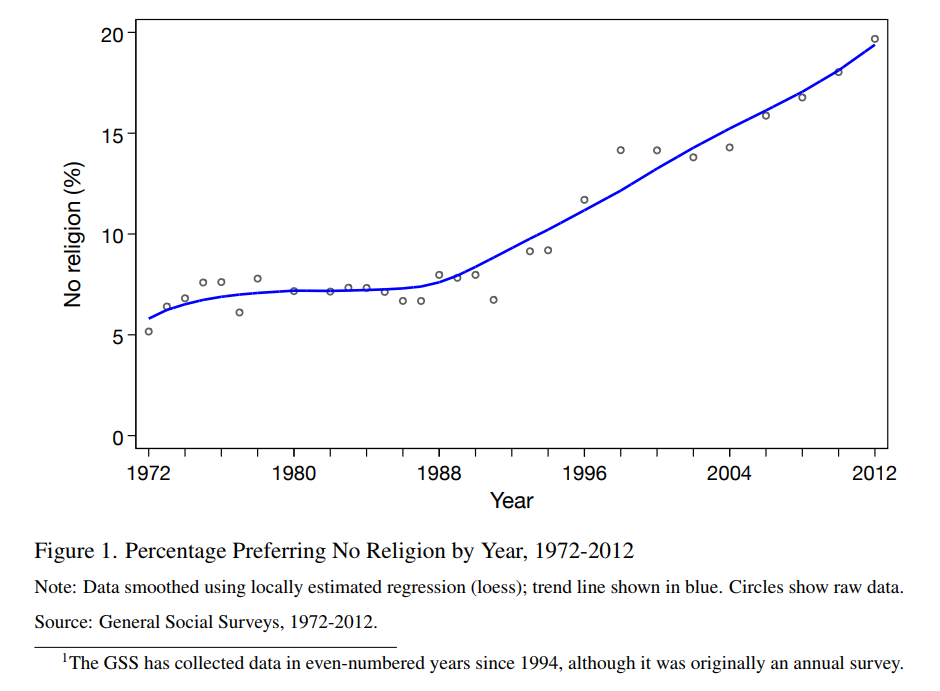 20
15
10
5
0
No religion (%)
1972 1980 1988 1996 2004 2012
Year
Figure 1. Percentage Preferring No Religion by Year, 1972-2012
Note: Data smoothed using locally estimated regression (loess); trend line shown in blue. Circles show raw data.
Source: General Social Surveys, 1972-2012.
1The GSS has collected data in even-numbered years since 1994, although it was originally an annual survey.